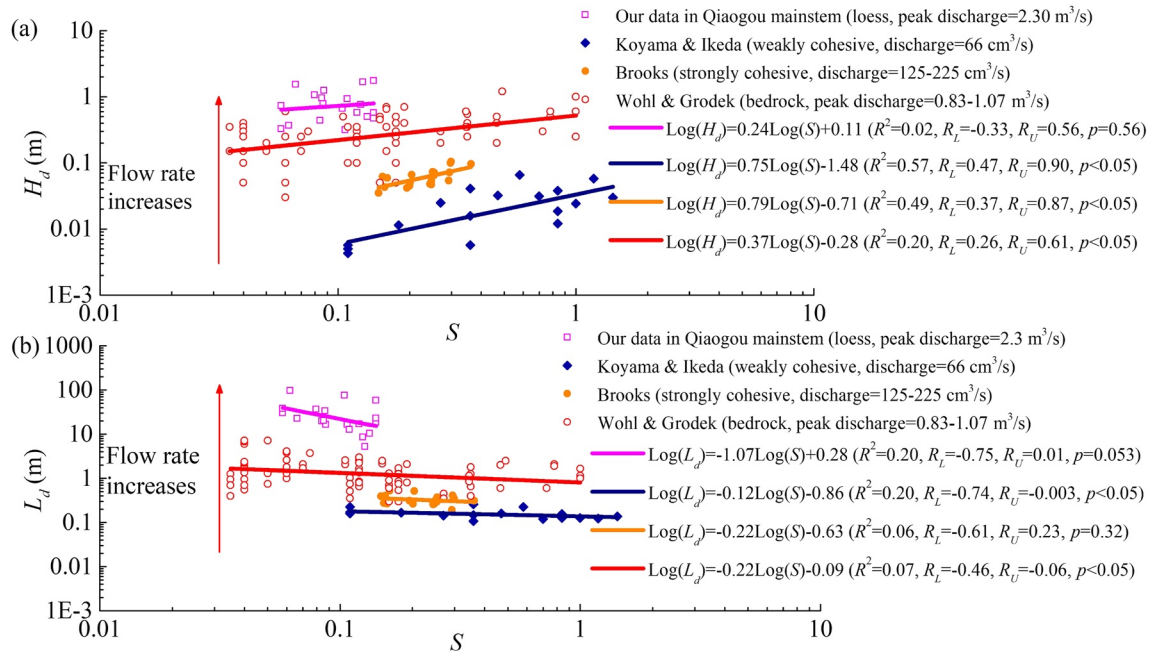 (a)
10
1
0.1
0.01
1E-3
H_d (m)
Flow rate
increases
0.01
0.1
1
10
S
Our data in Qiaogou mainstem (loess, peak discharge=2.30 m³/s)
Koyama & Ikeda (weakly cohesive, discharge=66 cm³/s)
Brooks (strongly cohesive, discharge=125-225 cm³/s)
Wohl & Grodek (bedrock, peak discharge=0.83-1.07 m³/s)
Log(H_d)=0.24Log(S)+0.11 (R²=0.02, R_L=-0.33, R_U=0.56, p=0.56)
Log(H_d)=0.75Log(S)-1.48 (R²=0.57, R_L=0.47, R_U=0.90, p<0.05)
Log(H_d)=0.79Log(S)-0.71 (R²=0.49, R_L=0.37, R_U=0.87, p<0.05)
Log(H_d)=0.37Log(S)-0.28 (R²=0.20, R_L=0.26, R_U=0.61, p<0.05)
(b)
1000
100
10
1
0.1
0.01
1E-3
L_d (m)
Flow rate
increases
0.01
0.1
1
10
S
Our data in Qiaogou mainstem (loess, peak discharge=2.3 m³/s)
Koyama & Ikeda (weakly cohesive, discharge=66 cm³/s)
Brooks (strongly cohesive, discharge=125-225 cm³/s)
Wohl & Grodek (bedrock, peak discharge=0.83-1.07 m³/s)
Log(L_d)=-1.07Log(S)+0.28 (R²=0.20, R_L=-0.75, R_U=0.01, p=0.053)
Log(L_d)=-0.12Log(S)-0.86 (R²=0.20, R_L=-0.74, R_U=-0.003, p<0.05)
Log(L_d)=-0.22Log(S)-0.63 (R²=0.06, R_L=-0.61, R_U=0.23, p=0.32)
Log(L_d)=-0.22Log(S)-0.09 (R²=0.07, R_L=-0.46, R_U=-0.06, p<0.05)